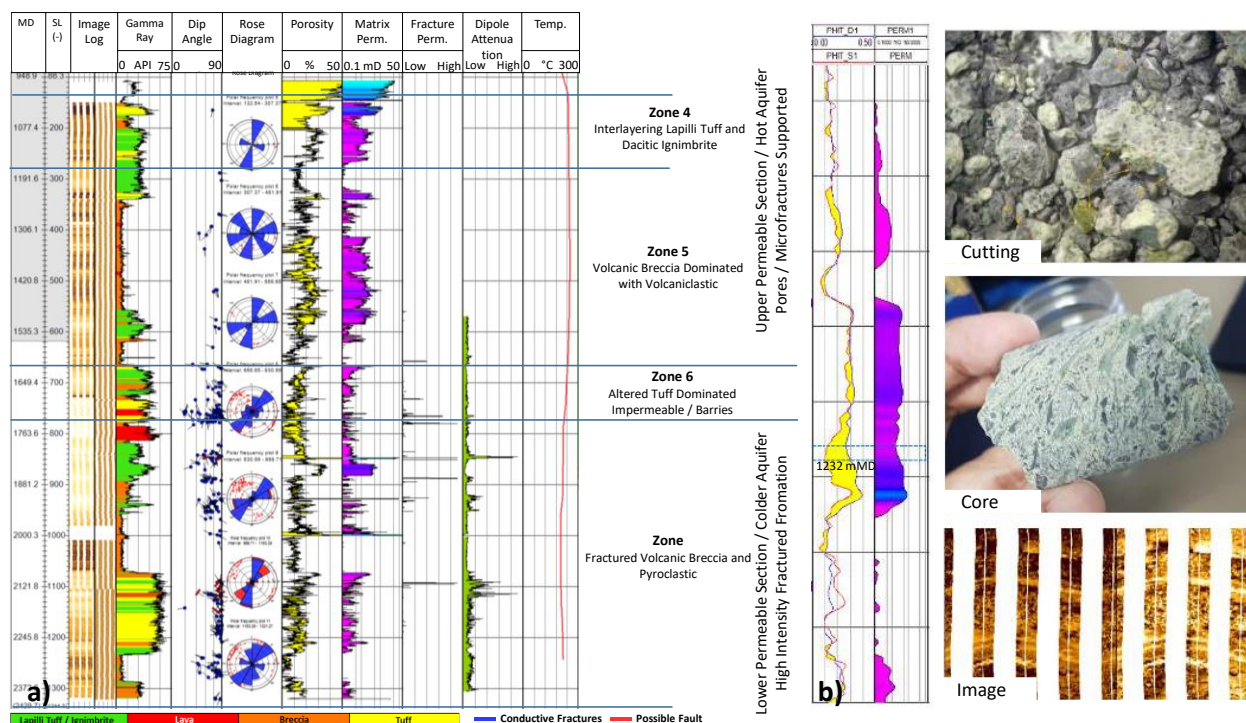 MD
SL (-)
Image Log
Gamma Ray
0 API 75
Dip Angle
0 90
Rose Diagram
Porosity
0 % 50
Matrix Perm.
0.1 mD 50
Fracture Perm.
Low High
Dipole Attenua tion
Low High
Temp.
0 °C 300
948.9
1077.4 200
1191.6 300
1306.1 400
1420.8 500
1535.3 600
1649.4 700
1763.6 800
1881.2 900
2000.3 1000
2121.8 1100
2245.8 1200
Rose Diagram
Zone 4
Interlayering Lapilli Tuff and
Dacitic Ignimbrite
Zone 5
Volcanic Breccia Dominated
with Volcaniclastic
Zone 6
Altered Tuff Dominated
Impermeable / Barries
Zone
Fractured Volcanic Breccia and
Pyroclastic
Upper Permeable Section / Hot Aquifer
Pores / Microfractures Supported
Lower Permeable Section / Colder Aquifer
High Intensity Fractured Fromation
a)
Lapilli Tuff / Ignimbrite
Lava
Breccia
Tuff
Conductive Fractures
Possible Fault
PHIT_D1
0.50
PHIT_S1
PERM1
PERM
1232 mMD
b)
Cutting
Core
Image